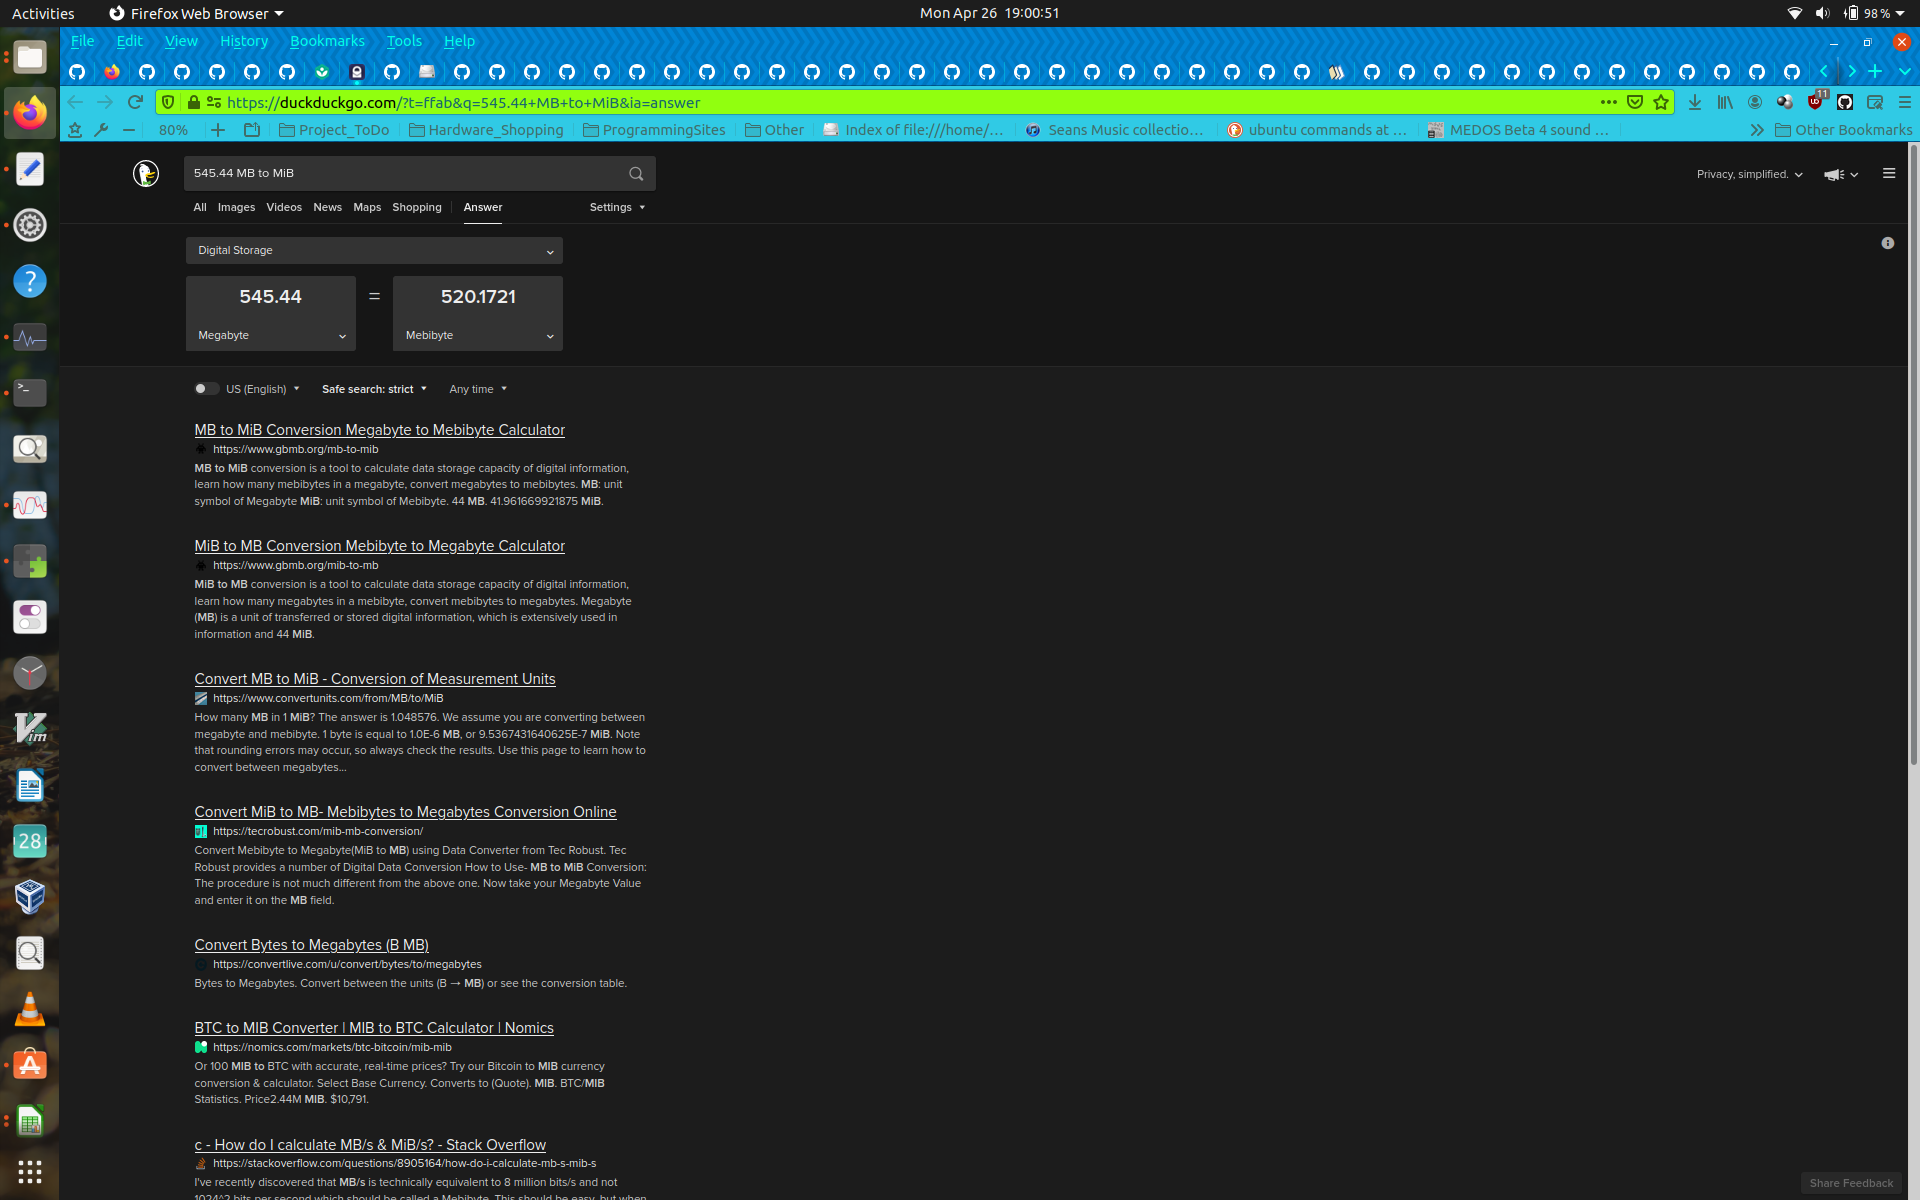 Activities
Firefox Web Browser
Mon Apr 26 19:00:51
98 %
File Edit View History Bookmarks Tools Help
https://duckduckgo.com/?t=ffab&q=545.44+MB+to+MiB&ia=answer
11
80%
Project_ToDo
Hardware_Shopping
ProgrammingSites
Other
Index of file:///home/...
Seans Music collectio...
ubuntu commands at ...
MEDOS Beta 4 sound ...
Other Bookmarks
545.44 MB to MiB
Privacy, simplified.
All Images Videos News Maps Shopping Answer Settings
Digital Storage
545.44 = 520.1721
Megabyte Mebibyte
US (English) Safe search: strict Any time
MB to MiB Conversion Megabyte to Mebibyte Calculator
https://www.gbmb.org/mb-to-mib
MB to MiB conversion is a tool to calculate data storage capacity of digital information,
learn how many mebibytes in a megabyte, convert megabytes to mebibytes. MB: unit
symbol of Megabyte MiB: unit symbol of Mebibyte. 44 MB. 41.961669921875 MiB.
MiB to MB Conversion Mebibyte to Megabyte Calculator
https://www.gbmb.org/mib-to-mb
MiB to MB conversion is a tool to calculate data storage capacity of digital information,
learn how many megabytes in a mebibyte, convert mebibytes to megabytes. Megabyte
(MB) is a unit of transferred or stored digital information, which is extensively used in
information and 44 MiB.
Convert MB to MiB - Conversion of Measurement Units
https://www.convertunits.com/from/MB/to/MiB
How many MB in 1 MiB? The answer is 1.048576. We assume you are converting between
megabyte and mebibyte. 1 byte is equal to 1.0E-6 MB, or 9.5367431640625E-7 MiB. Note
that rounding errors may occur, so always check the results. Use this page to learn how to
convert between megabytes...
Convert MiB to MB- Mebibytes to Megabytes Conversion Online
https://tecrobust.com/mib-mb-conversion/
Convert Mebibyte to Megabyte(MiB to MB) using Data Converter from Tec Robust. Tec
Robust provides a number of Digital Data Conversion How to Use- MB to MiB Conversion:
The procedure is not much different from the above one. Now take your Megabyte Value
and enter it on the MB field.
Convert Bytes to Megabytes (B MB)
https://convertlive.com/u/convert/bytes/to/megabytes
Bytes to Megabytes. Convert between the units (B → MB) or see the conversion table.
BTC to MIB Converter | MIB to BTC Calculator | Nomics
https://nomics.com/markets/btc-bitcoin/mib-mib
Or 100 MIB to BTC with accurate, real-time prices? Try our Bitcoin to MIB currency
conversion & calculator. Select Base Currency. Converts to (Quote). MIB. BTC/MIB
Statistics. Price2.44M MIB. $10,791.
c - How do I calculate MB/s & MiB/s? - Stack Overflow
https://stackoverflow.com/questions/8905164/how-do-i-calculate-mb-s-mib-s
I've recently discovered that MB/s is technically equivalent to 8 million bits/s and not
1024^2 bits per second which should be called a Mebibyte. This should be easy, but when
Share Feedback
28
Vim